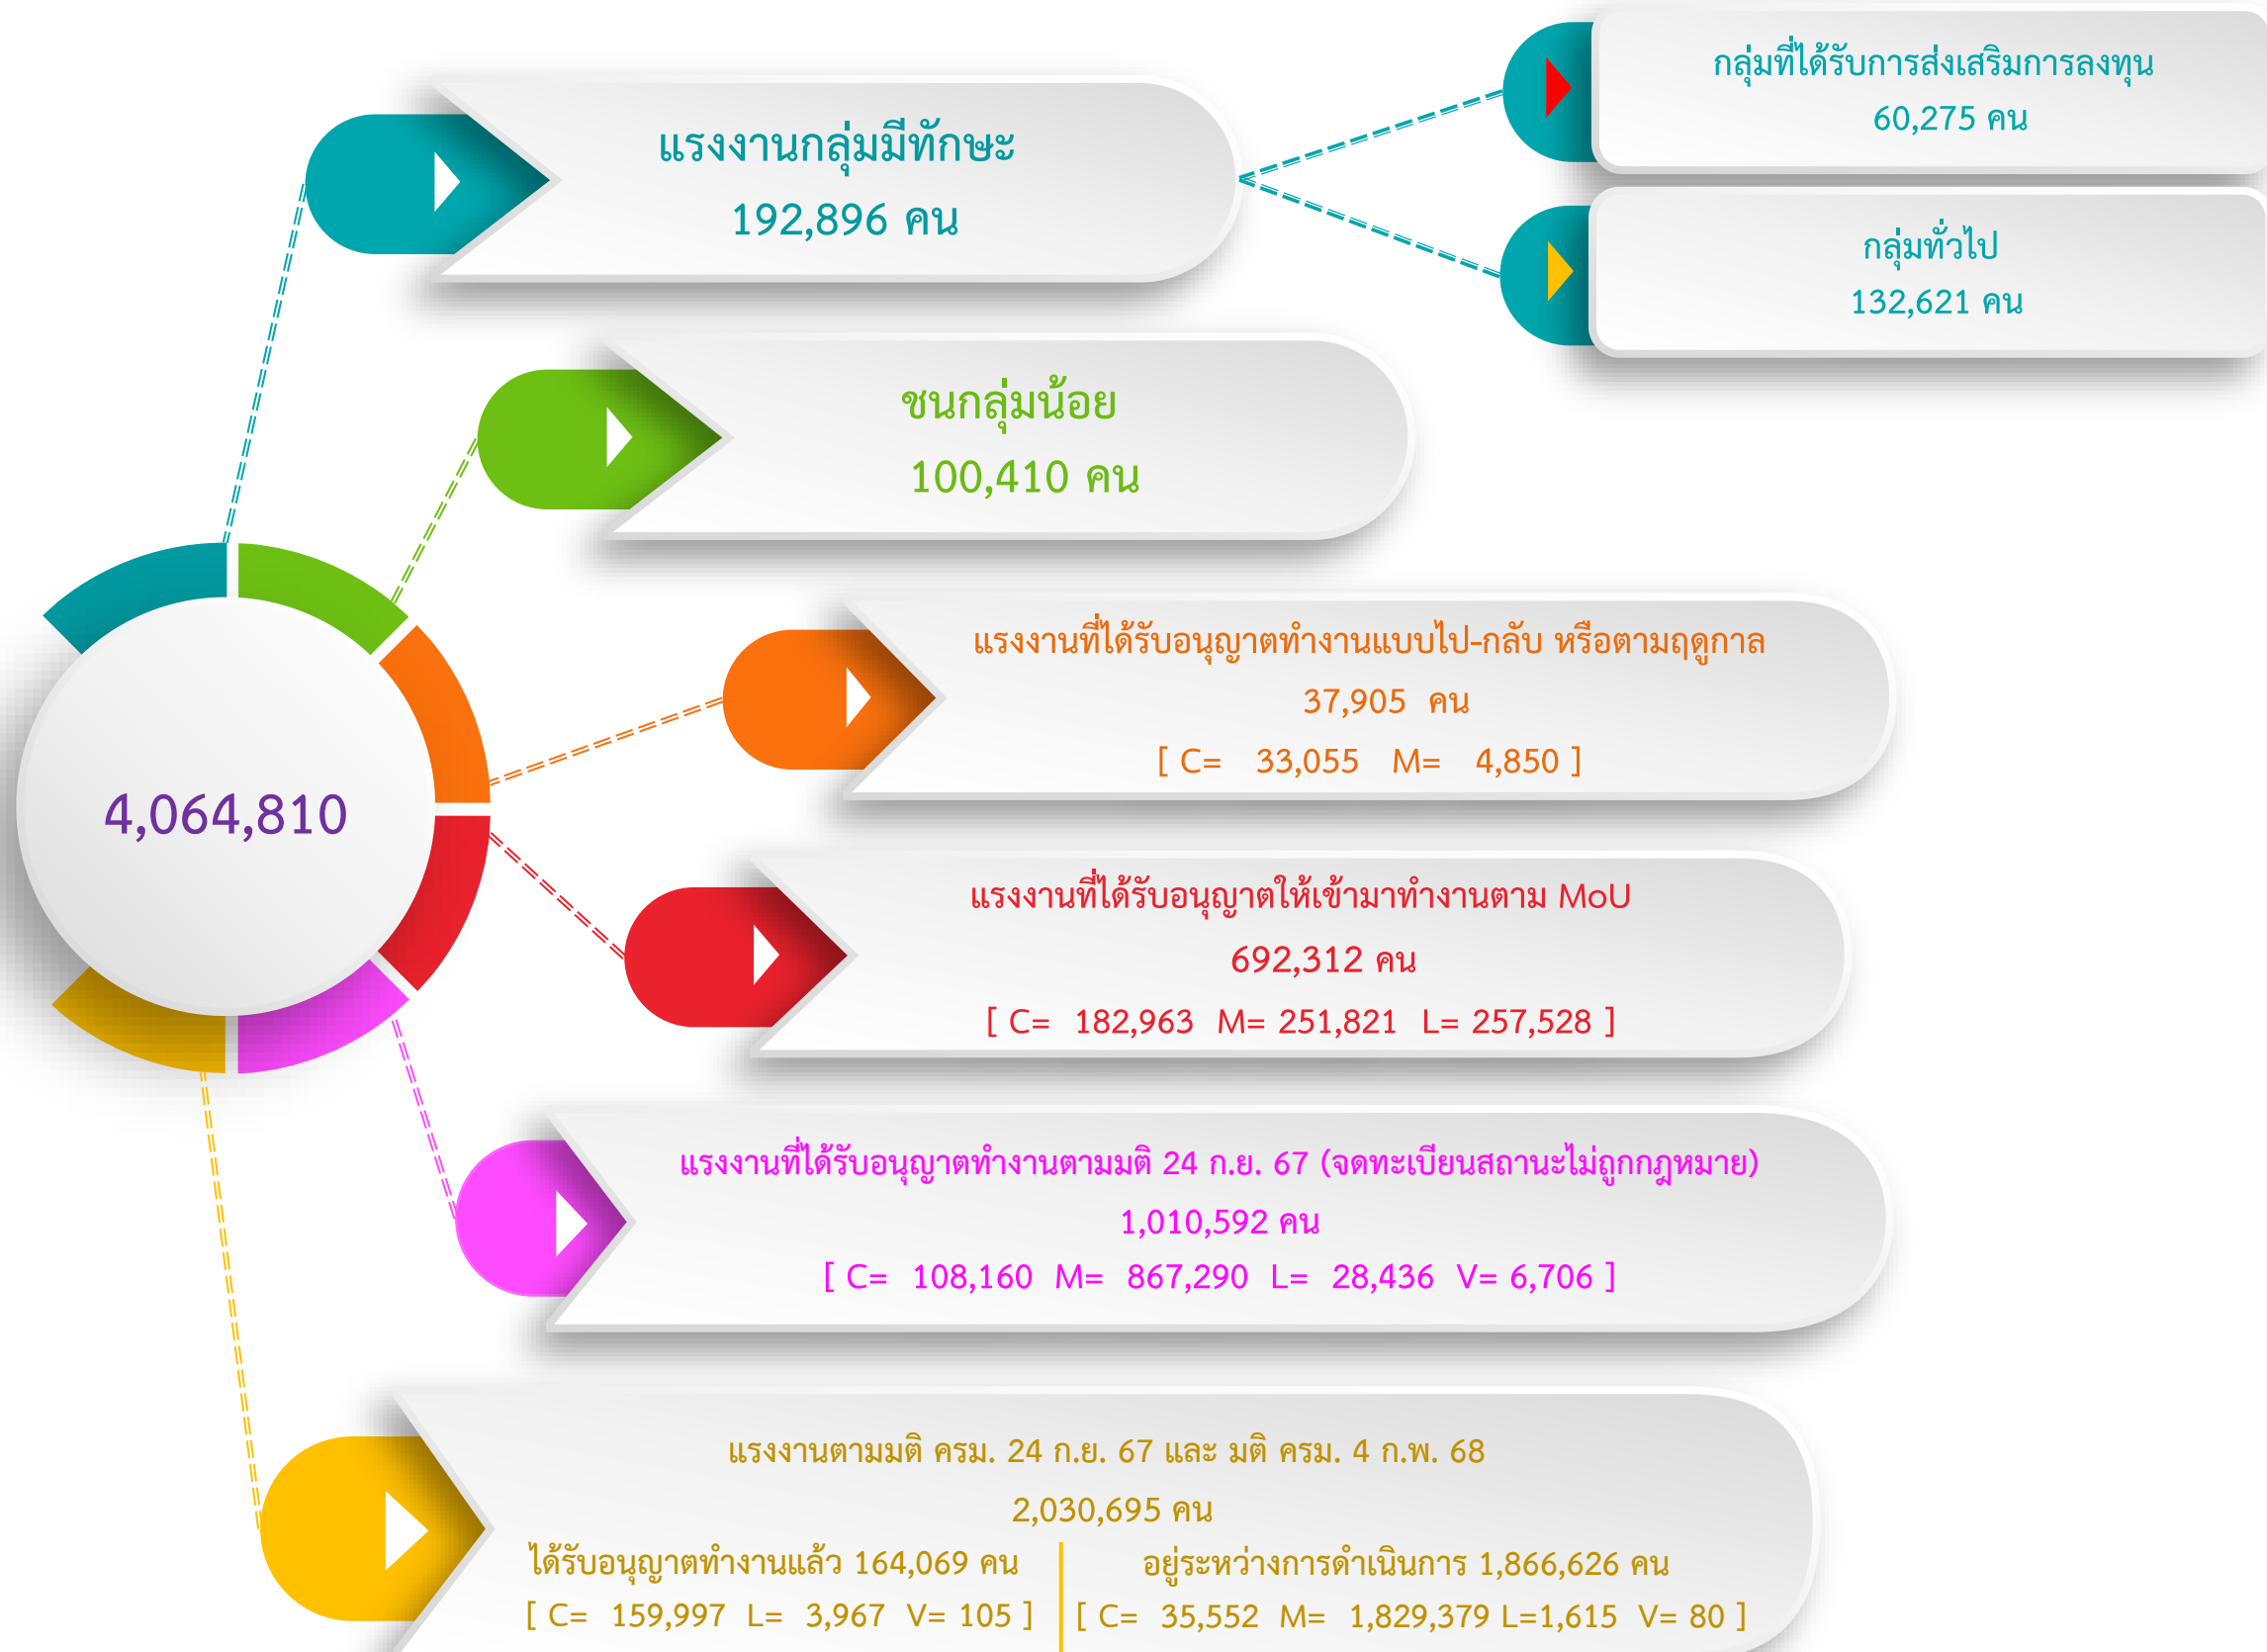 แรงงานกลุ่มมีทักษะ
192,896 คน
กลุ่มที่ได้รับการส่งเสริมการลงทุน
60,275 คน
กลุ่มทั่วไป
132,621 คน
ชนกลุ่มน้อย
100,410 คน
แรงงานที่ได้รับอนุญาตทำงานแบบไป-กลับ หรือตามฤดูกาล
37,905 คน
[ C= 33,055 M= 4,850 ]
4,064,810
แรงงานที่ได้รับอนุญาตให้เข้ามาทำงานตาม MoU
692,312 คน
[ C= 182,963 M= 251,821 L= 257,528 ]
แรงงานที่ได้รับอนุญาตทำงานตามมติ 24 ก.ย. 67 (จดทะเบียนสถานะไม่ถูกกฎหมาย)
1,010,592 คน
[ C= 108,160 M= 867,290 L= 28,436 V= 6,706 ]
แรงงานตามมติ ครม. 24 ก.ย. 67 และ มติ ครม. 4 ก.พ. 68
2,030,695 คน
ได้รับอนุญาตทำงานแล้ว 164,069 คน
[ C= 159,997 L= 3,967 V= 105 ]
อยู่ระหว่างการดำเนินการ 1,866,626 คน
[ C= 35,552 M= 1,829,379 L=1,615 V= 80 ]